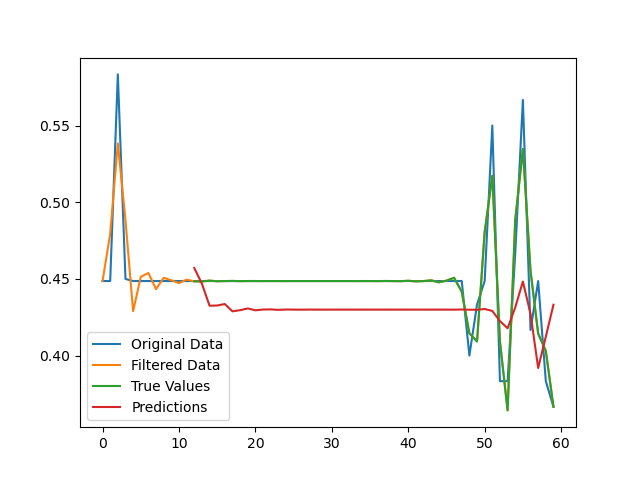 0.55
0.50
0.45
0.40
Original Data
Filtered Data
True Values
Predictions
0 10 20 30 40 50 60